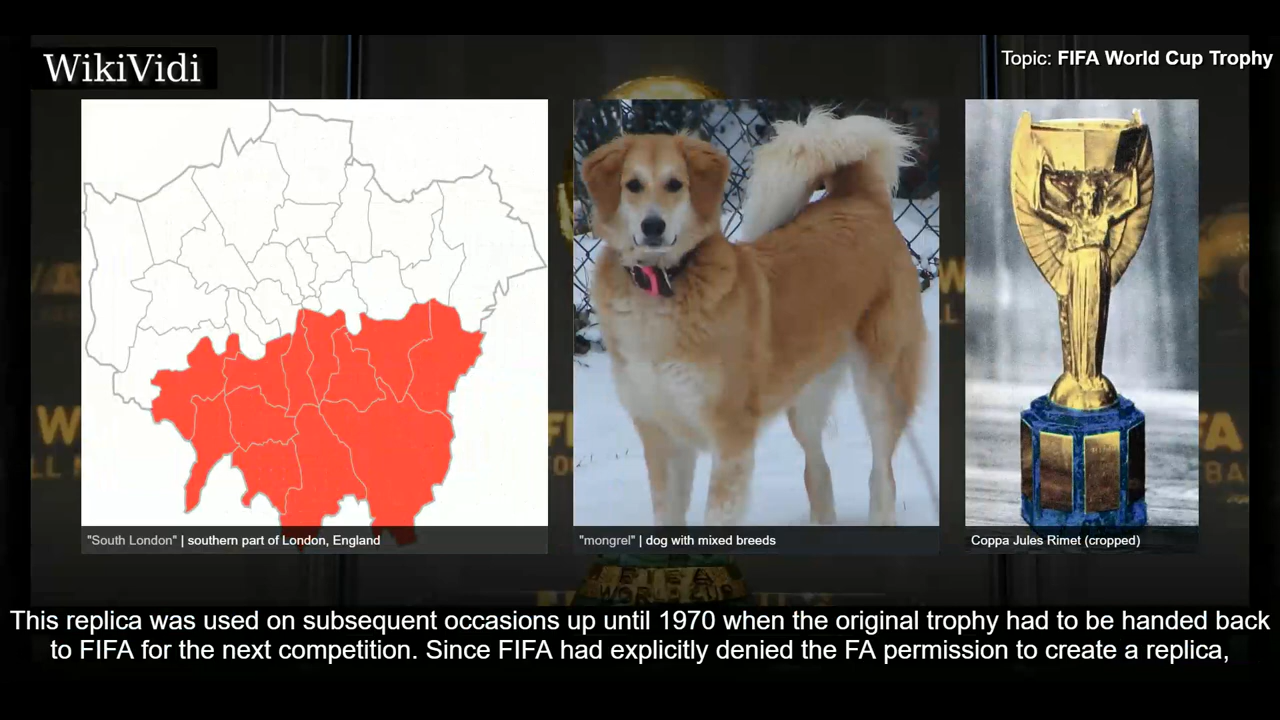 WikiVidi
Topic: FIFA World Cup Trophy
"South London" | southern part of London, England
"mongrel" | dog with mixed breeds
Coppa Jules Rimet (cropped)
FIFA
WORLD CUP
This replica was used on subsequent occasions up until 1970 when the original trophy had to be handed back
to FIFA for the next competition. Since FIFA had explicitly denied the FA permission to create a replica,